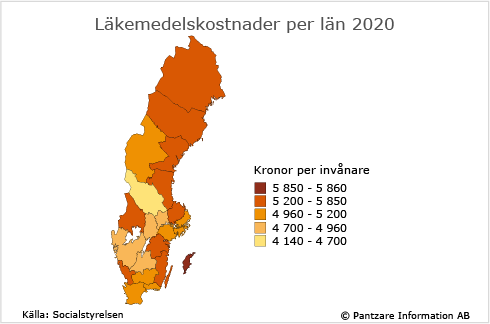 Läkemedelskostnader per län 2020
Kronor per invånare
5 850 - 5 860
5 200 - 5 850
4 960 - 5 200
4 700 - 4 960
4 140 - 4 700
Källa: Socialstyrelsen
© Pantzare Information AB